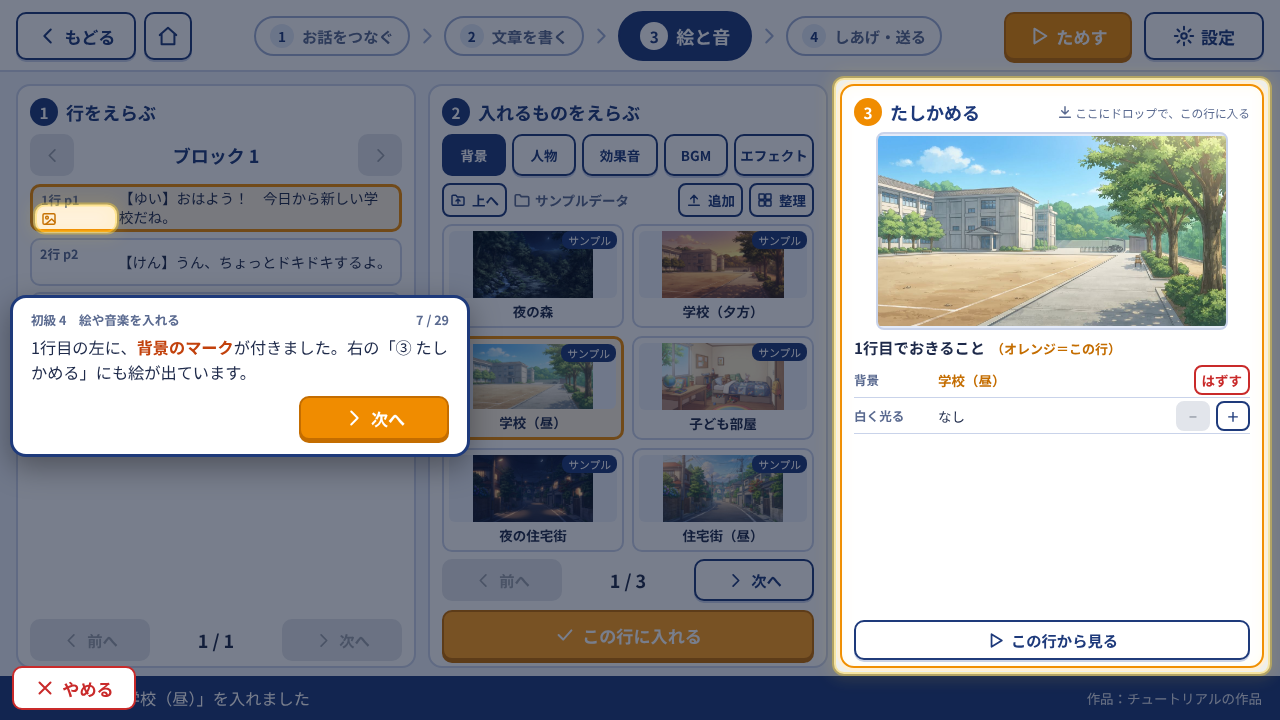 もどる
1 お話をつなぐ
2 文章を書く
3 絵と音
4 しあげ・送る
ためす
設定
1 行をえらぶ
ブロック 1
1行 p1
【ゆい】おはよう！　今日から新しい学
校だね。
2行 p2
【けん】うん、ちょっとドキドキするよ。
初級 4　絵や音楽を入れる
7 / 29
1行目の左に、背景のマークが付きました。右の「③ たし
かめる」にも絵が出ています。
次へ
前へ
1 / 1
次へ
2 入れるものをえらぶ
背景
人物
効果音
BGM
エフェクト
上へ
サンプルデータ
追加
整理
サンプル
夜の森
サンプル
学校（夕方）
サンプル
学校（昼）
サンプル
子ども部屋
サンプル
夜の住宅街
サンプル
住宅街（昼）
前へ
1 / 3
次へ
この行に入れる
3 たしかめる
ここにドロップで、この行に入る
1行目でおきること （オレンジ＝この行）
背景 学校（昼） はずす
白く光る なし − +
この行から見る
やめる
校（昼）」を入れました
作品：チュートリアルの作品